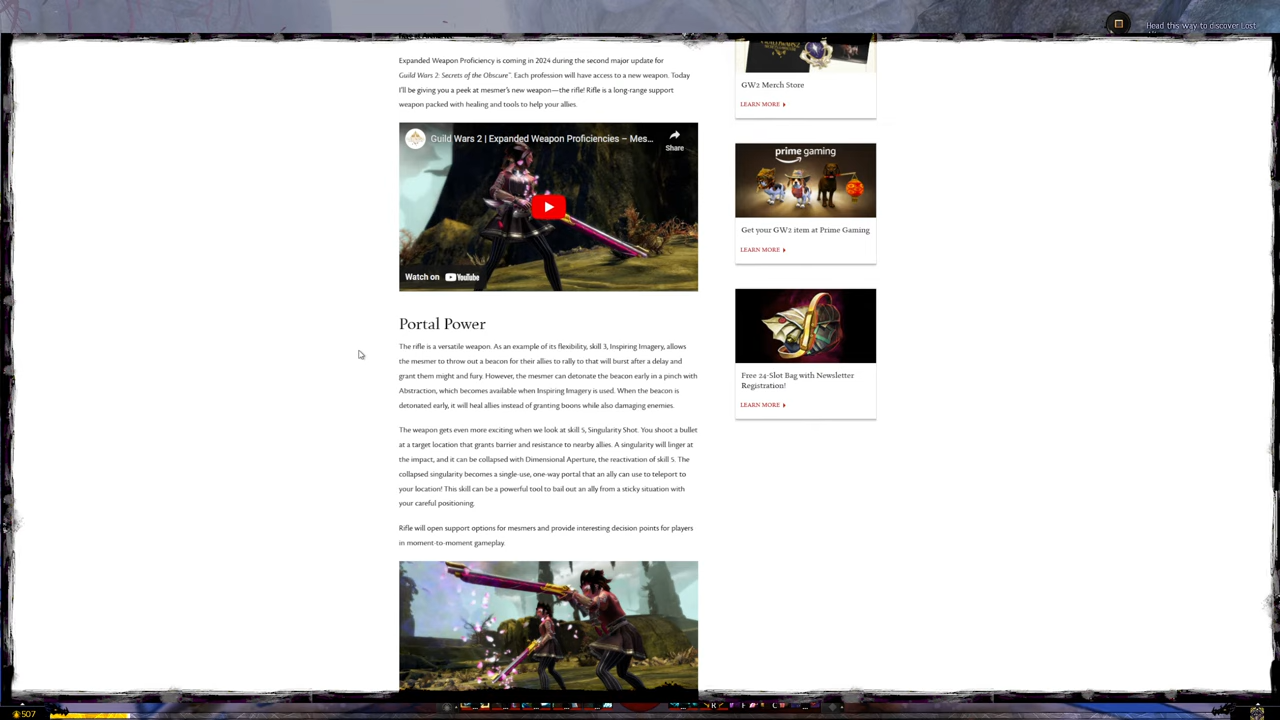 Head this way to discover Lost
Expanded Weapon Proficiency is coming in 2024 during the second major update for
Guild Wars 2: Secrets of the Obscure™. Each profession will have access to a new weapon. Today
I'll be giving you a peek at mesmer's new weapon—the rifle! Rifle is a long-range support
weapon packed with healing and tools to help your allies.
Guild Wars 2 | Expanded Weapon Proficiencies – Mes...
Share
Watch on YouTube
Portal Power
The rifle is a versatile weapon. As an example of its flexibility, skill 3, Inspiring Imagery, allows
the mesmer to throw out a beacon for their allies to rally to that will burst after a delay and
grant them might and fury. However, the mesmer can detonate the beacon early in a pinch with
Abstraction, which becomes available when Inspiring Imagery is used. When the beacon is
detonated early, it will heal allies instead of granting boons while also damaging enemies.
The weapon gets even more exciting when we look at skill 5, Singularity Shot. You shoot a bullet
at a target location that grants barrier and resistance to nearby allies. A singularity will linger at
the impact, and it can be collapsed with Dimensional Aperture, the reactivation of skill 5. The
collapsed singularity becomes a single-use, one-way portal that an ally can use to teleport to
your location! This skill can be a powerful tool to bail out an ally from a sticky situation with
your careful positioning.
Rifle will open support options for mesmers and provide interesting decision points for players
in moment-to-moment gameplay.
GW2 Merch Store
LEARN MORE
prime gaming
Get your GW2 item at Prime Gaming
LEARN MORE
Free 24-Slot Bag with Newsletter
Registration!
LEARN MORE
507